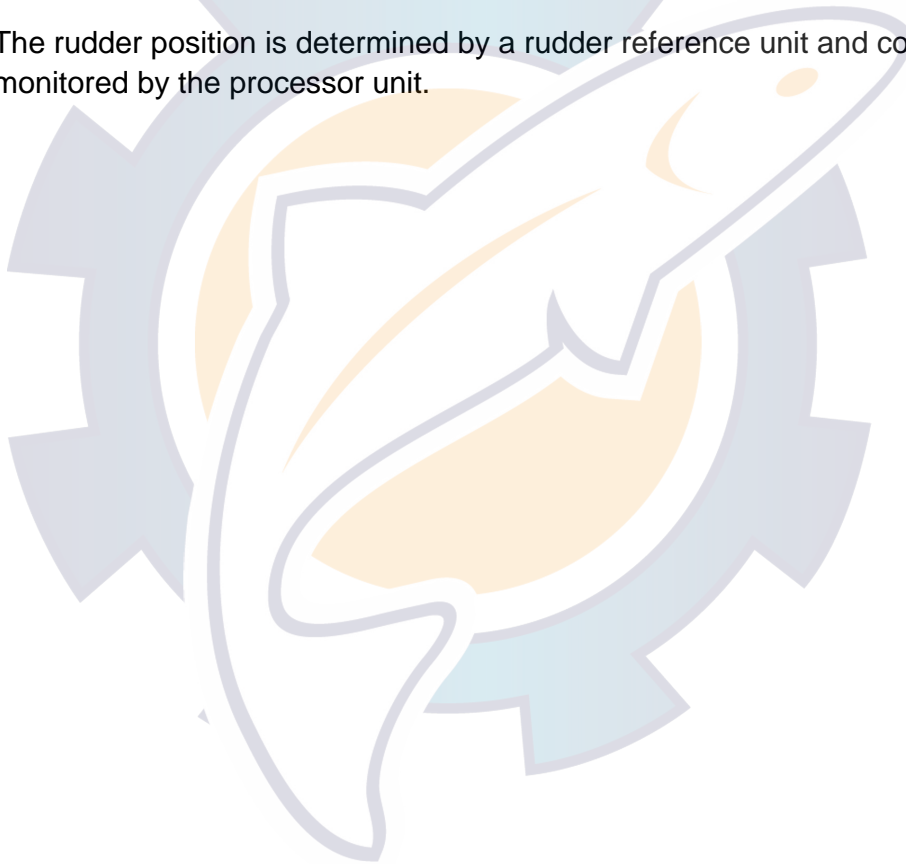 The rudder position is determined by a rudder reference unit and co
monitored by the processor unit.